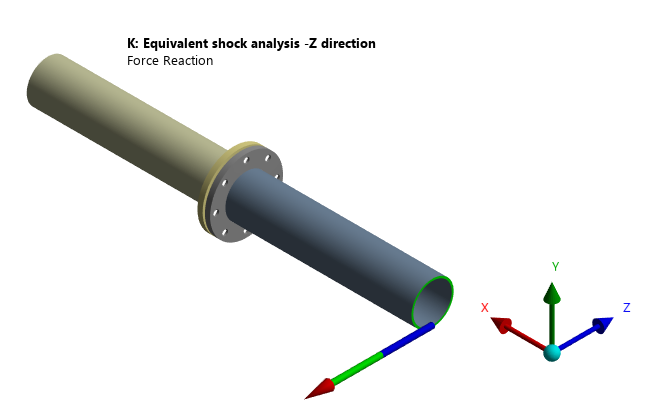 K: Equivalent shock analysis -Z direction
Force Reaction
Y
X
Z